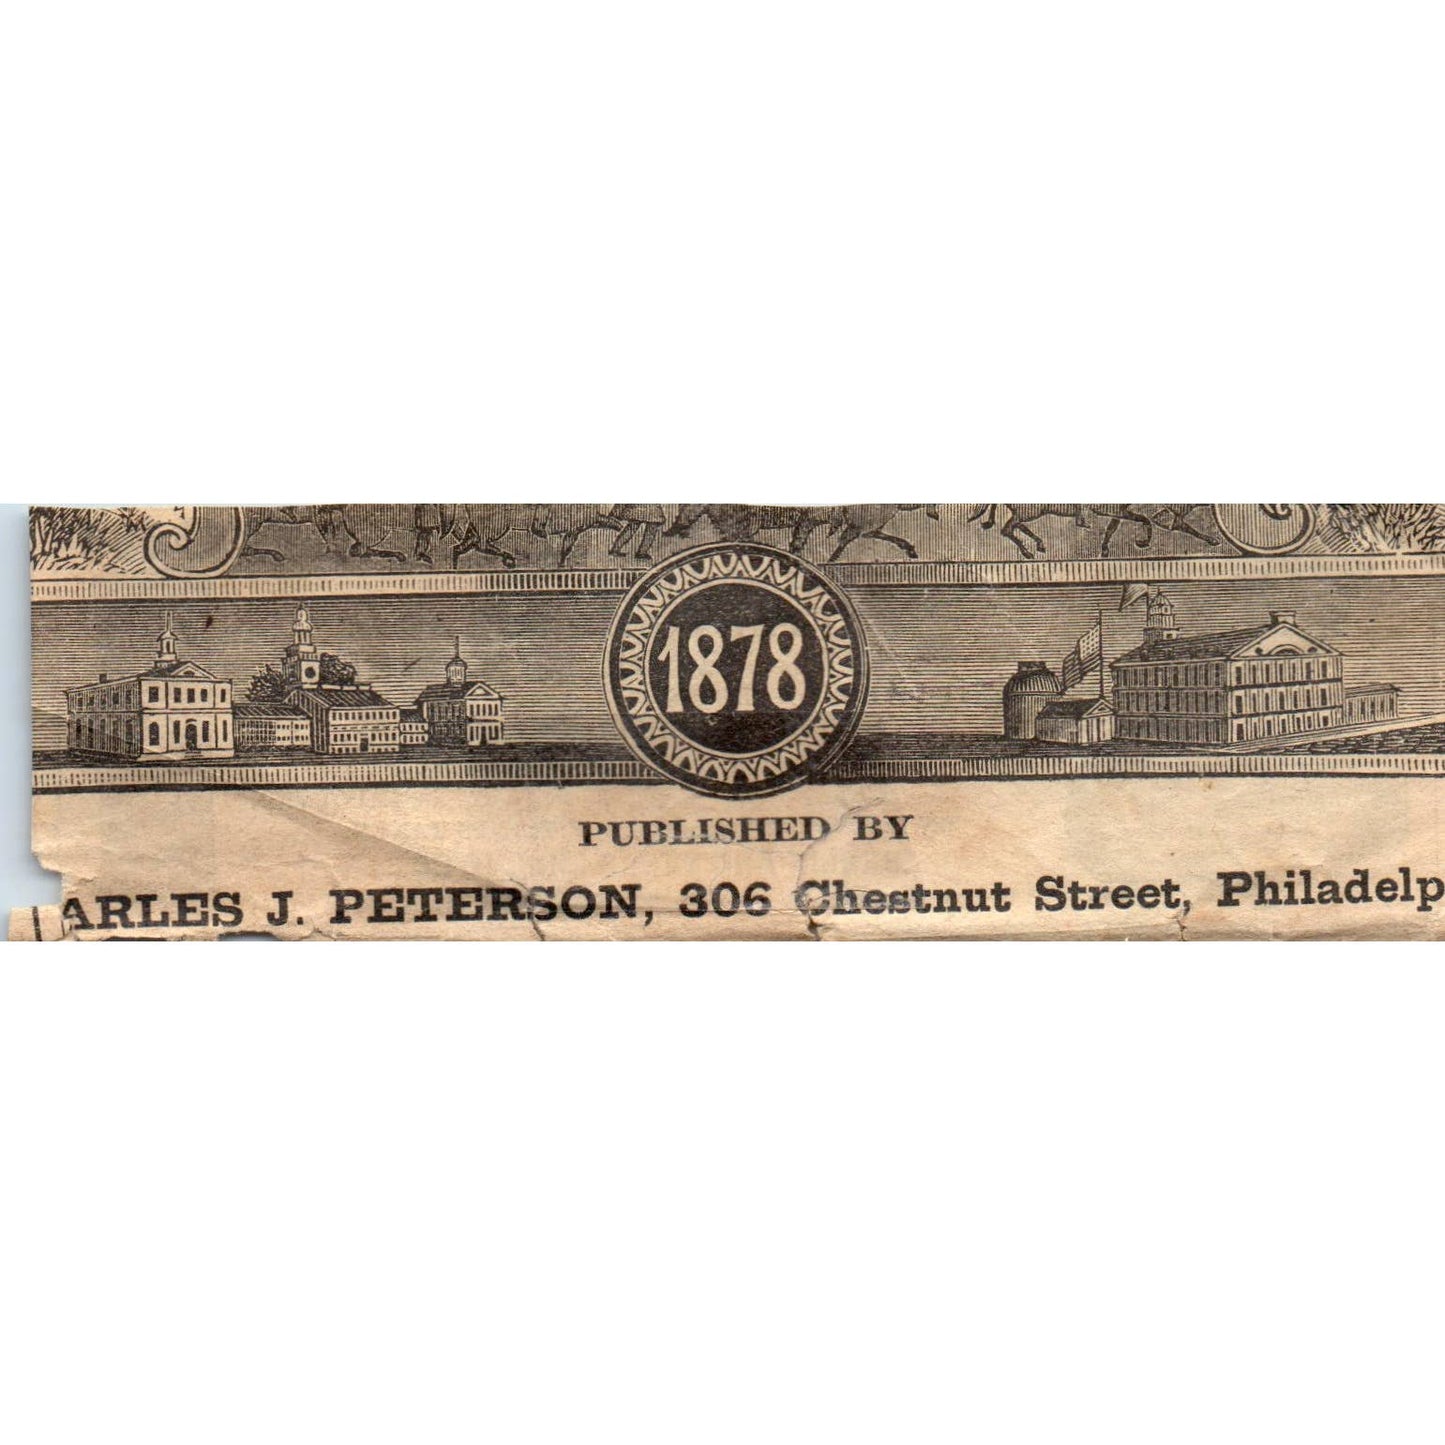 1878
PUBLISHED BY
ARLES J. PETERSON, 306 Chestnut Street, Philadelp